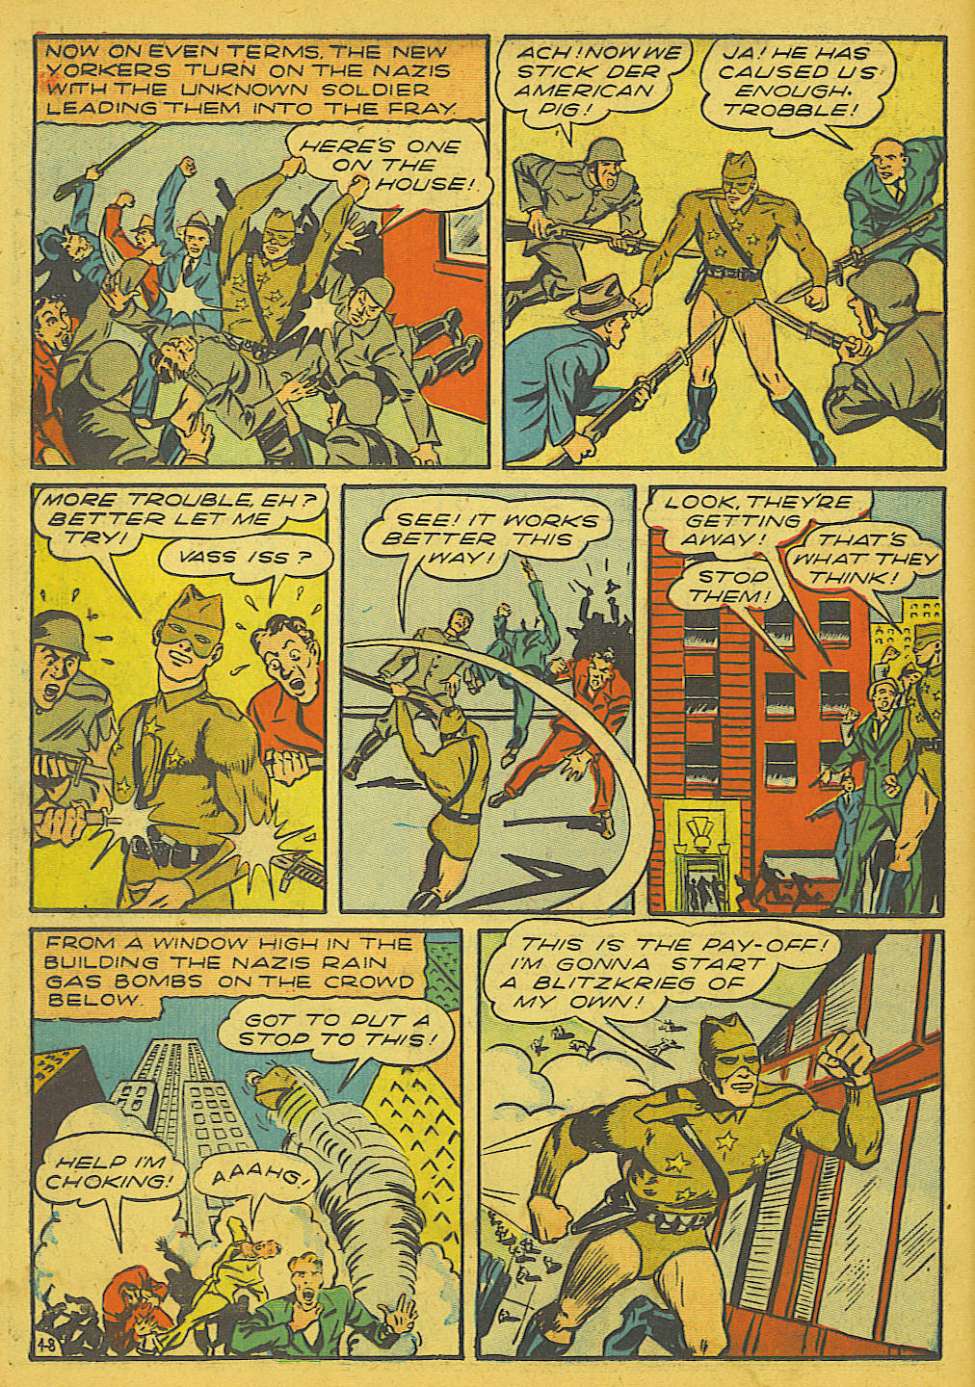 NOW ON EVEN TERMS, THE NEW
YORKERS TURN ON THE NAZIS
WITH THE UNKNOWN SOLDIER
LEADING THEM INTO THE FRAY.
HERE'S ONE
ON THE
HOUSE!
ACH! NOW WE
STICK DER
AMERICAN
PIG!
JA! HE HAS
CAUSED US
ENOUGH
TROBBLE!
MORE TROUBLE, EH?
BETTER LET ME
TRY!
VASS ISS?
SEE! IT WORKS
BETTER THIS
WAY!
LOOK, THEY'RE
GETTING
AWAY!
STOP
THEM!
THAT'S
WHAT THEY
THINK!
FROM A WINDOW HIGH IN THE
BUILDING THE NAZIS RAIN
GAS BOMBS ON THE CROWD
BELOW.
GOT TO PUT A
STOP TO THIS!
HELP I'M
CHOKING!
AAAHG!
4-8
THIS IS THE PAY-OFF!
I'M GONNA START
A BLITZKRIEG OF
MY OWN!